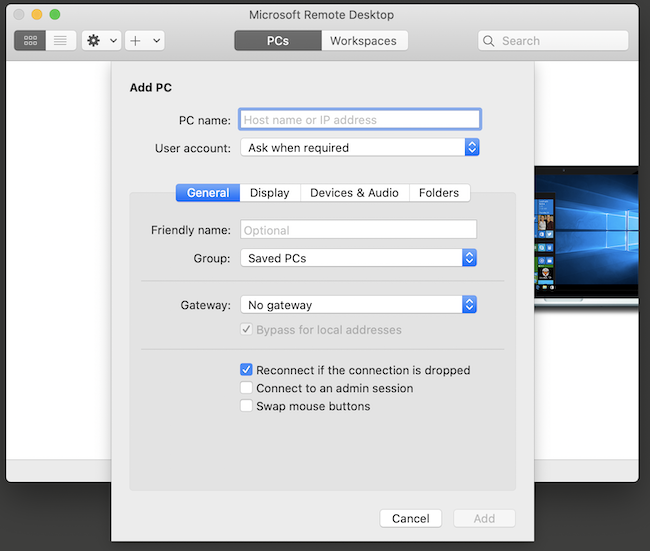 Microsoft Remote Desktop
PCs Workspaces Search
Add PC
PC name: Host name or IP address
User account: Ask when required
General Display Devices & Audio Folders
Friendly name: Optional
Group: Saved PCs
Gateway: No gateway
Bypass for local addresses
Reconnect if the connection is dropped
Connect to an admin session
Swap mouse buttons
Cancel Add